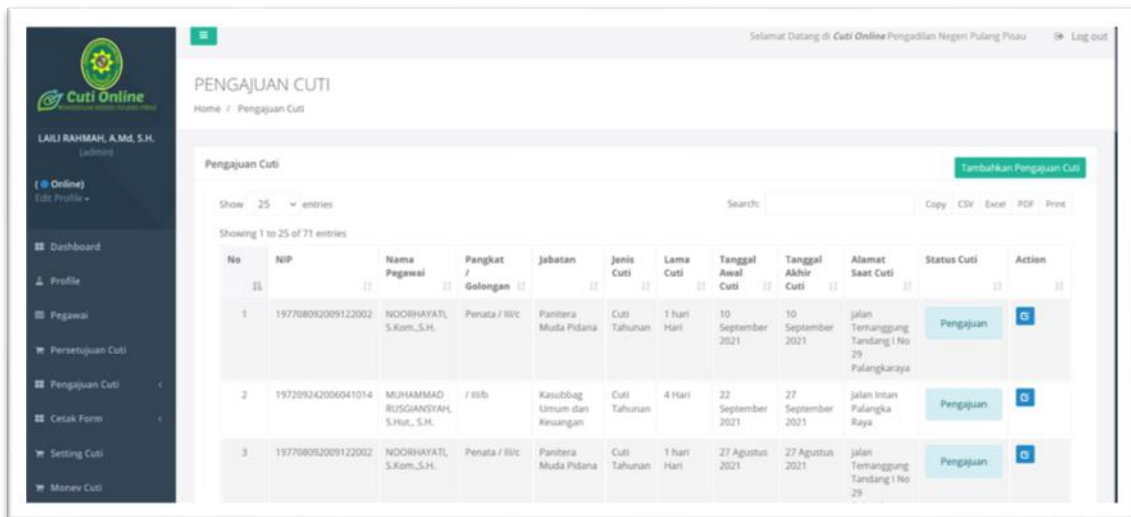 Selamat Datang di Cuti Online Pengadilan Negeri Pulang Pisau
Log out
Cuti Online
LAILI RAHMAH, A.Md, S.H.
(admin)
( Online)
Edit Profile
Dashboard
Profile
Pegawai
Persetujuan Cuti
Pengajuan Cuti
Cetak Form
Setting Cuti
Monev Cuti
PENGAJUAN CUTI
Home / Pengajuan Cuti
Pengajuan Cuti
Tambahkan Pengajuan Cuti
Show 25 entries
Search:
Copy CSV Excel PDF Print
Showing 1 to 25 of 71 entries
No NIP Nama Pegawai Pangkat / Golongan Jabatan Jenis Cuti Lama Cuti Tanggal Awal Cuti Tanggal Akhir Cuti Alamat Saat Cuti Status Cuti Action
1 197708092009122002 NOORHAYATI, S.Kom.,S.H. Penata / III/c Panitera Muda Pidana Cuti Tahunan 1 hari Hari 10 September 2021 10 September 2021 jalan Temanggung Tandang I No 29 Palangkaraya Pengajuan
2 197209242006041014 MUHAMMAD RUSGIANSYAH, S.Hut., S.H. / III/b Kasubbag Umum dan Keuangan Cuti Tahunan 4 Hari 22 September 2021 27 September 2021 Jalan Intan Palangka Raya Pengajuan
3 197708092009122002 NOORHAYATI, S.Kom.,S.H. Penata / III/c Panitera Muda Pidana Cuti Tahunan 1 hari Hari 27 Agustus 2021 27 Agustus 2021 jalan Temanggung Tandang I No 29 Pengajuan